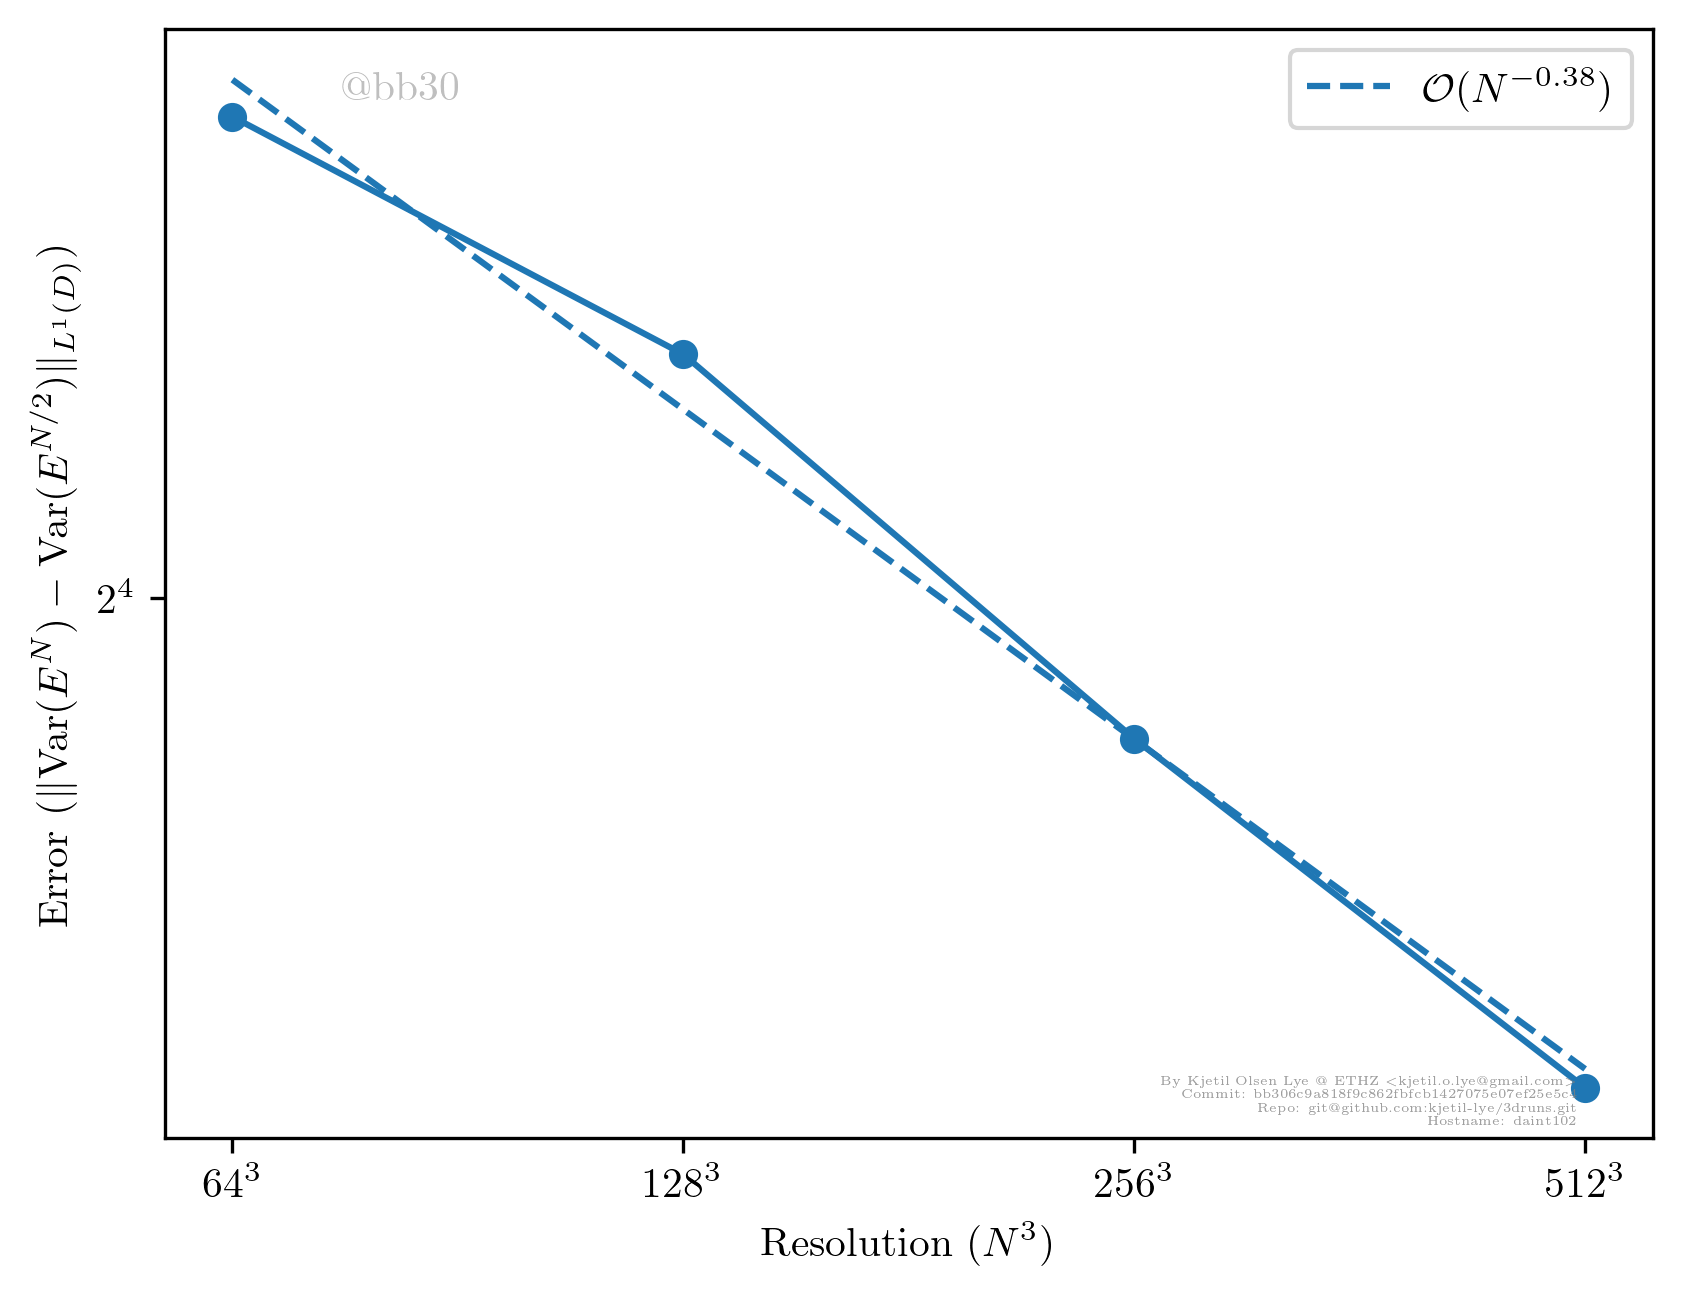 @bb30
𝒪(N^{-0.38})
Error (||Var(E^N) − Var(E^{N/2})||_{L^1(D)})
2^4
By Kjetil Olsen Lye @ ETHZ <kjetil.o.lye@gmail.com>
Commit: bb306c9a818f9c862fbfcb1427075e07ef25e5c4
Repo: git@github.com:kjetil-lye/3druns.git
Hostname: daint102
64^3 128^3 256^3 512^3
Resolution (N^3)